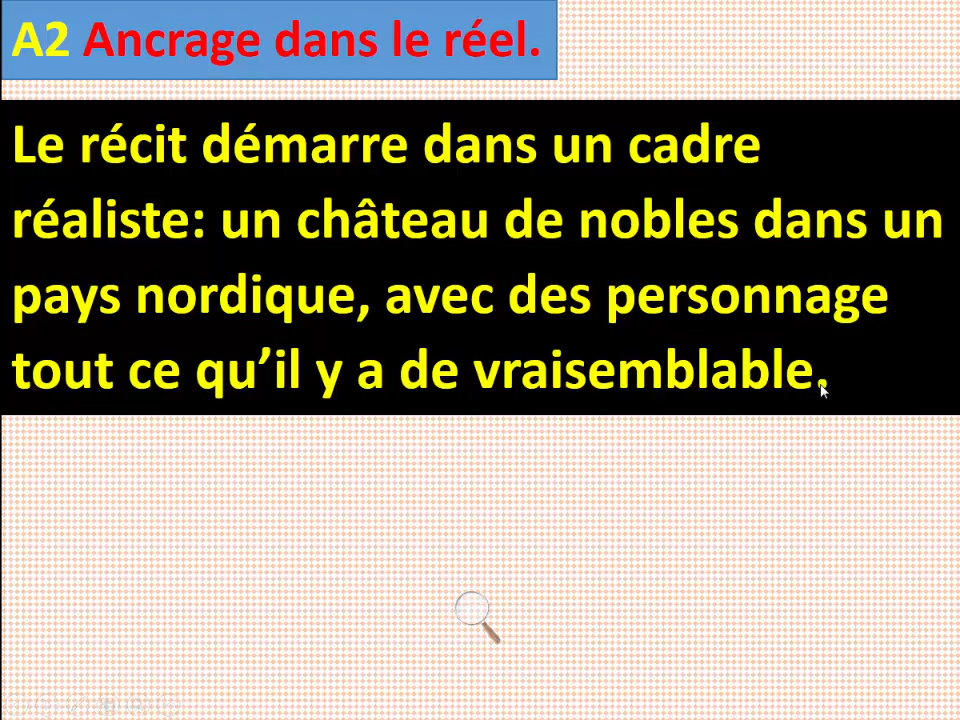 A2 Ancrage dans le réel.
Le récit démarre dans un cadre
réaliste: un château de nobles dans un
pays nordique, avec des personnage
tout ce qu’il y a de vraisemblable.